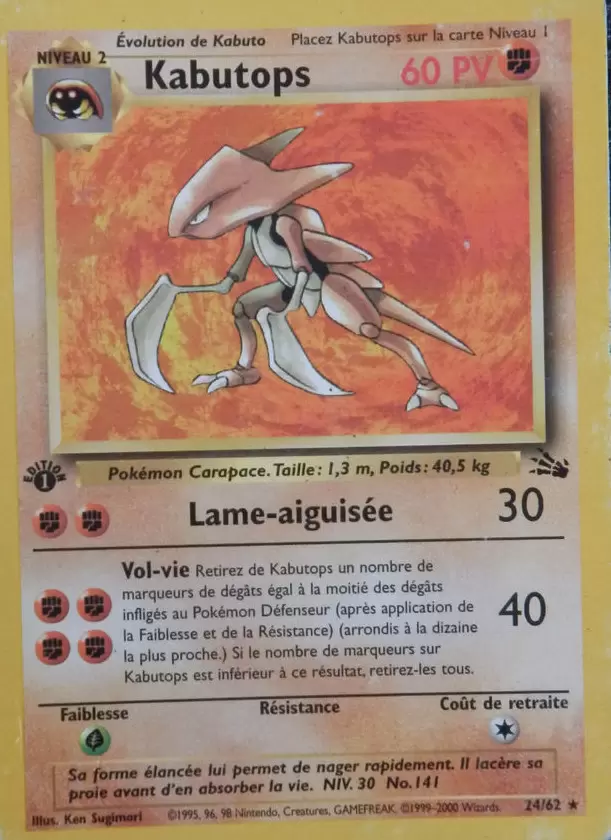 Évolution de Kabuto Placez Kabutops sur la carte Niveau 1
NIVEAU 2
Kabutops 60 PV
EDITION 1
Pokémon Carapace. Taille: 1,3 m, Poids: 40,5 kg
Lame-aiguisée 30
Vol-vie Retirez de Kabutops un nombre de
marqueurs de dégâts égal à la moitié des dégâts
infligés au Pokémon Défenseur (après application de
la Faiblesse et de la Résistance) (arrondis à la dizaine
la plus proche.) Si le nombre de marqueurs sur
Kabutops est inférieur à ce résultat, retirez-les tous.
40
Faiblesse Résistance Coût de retraite
Sa forme élancée lui permet de nager rapidement. Il lacère sa
proie avant d'en absorber la vie. NIV. 30 No. 141
Illus. Ken Sugimori ©1995, 96, 98 Nintendo, Creatures, GAMEFREAK. ©1999-2000 Wizards. 24/62 ★